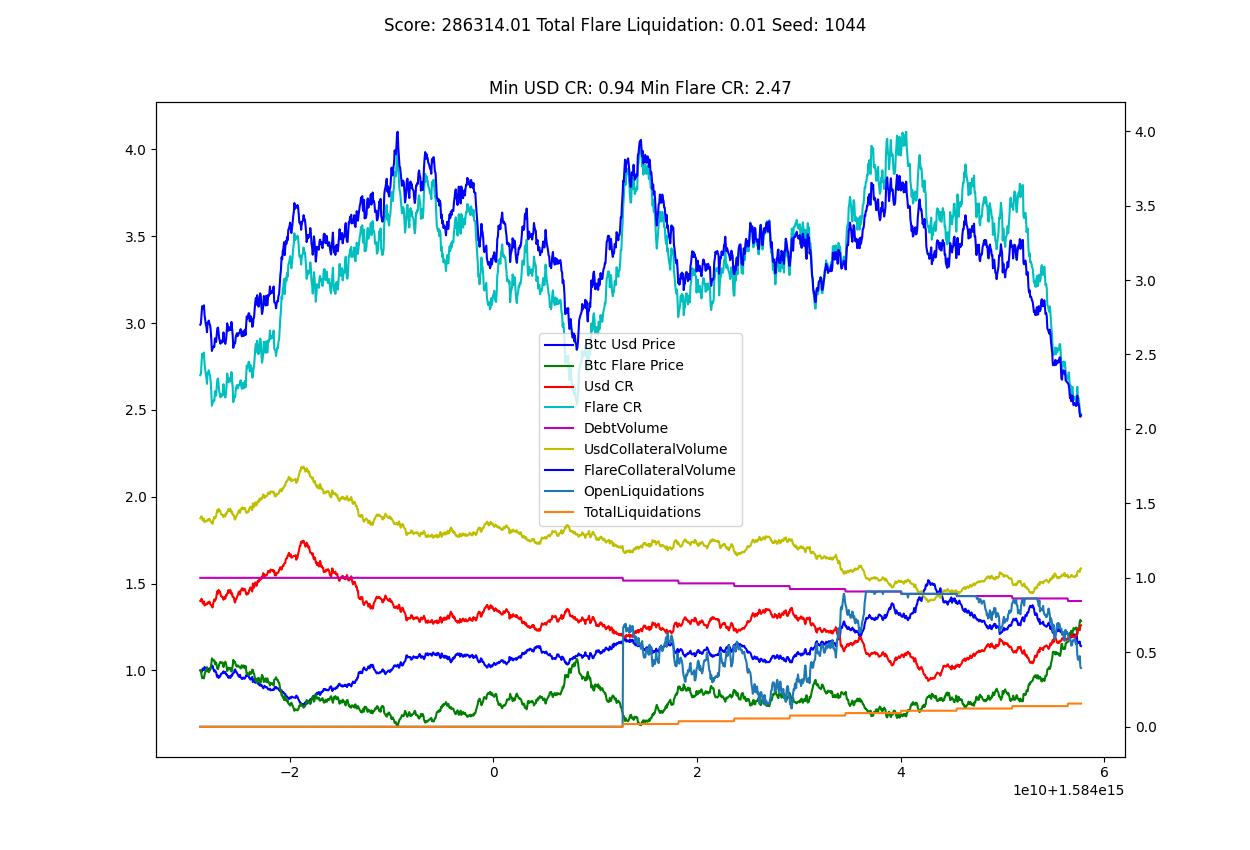 Score: 286314.01 Total Flare Liquidation: 0.01 Seed: 1044
Min USD CR: 0.94 Min Flare CR: 2.47
4.0
3.5
3.0
2.5
2.0
1.5
1.0
Btc Usd Price
Btc Flare Price
Usd CR
Flare CR
DebtVolume
UsdCollateralVolume
FlareCollateralVolume
OpenLiquidations
TotalLiquidations
4.0
3.5
3.0
2.5
2.0
1.5
1.0
0.5
0.0
−2 0 2 4 6
1e10+1.584e15